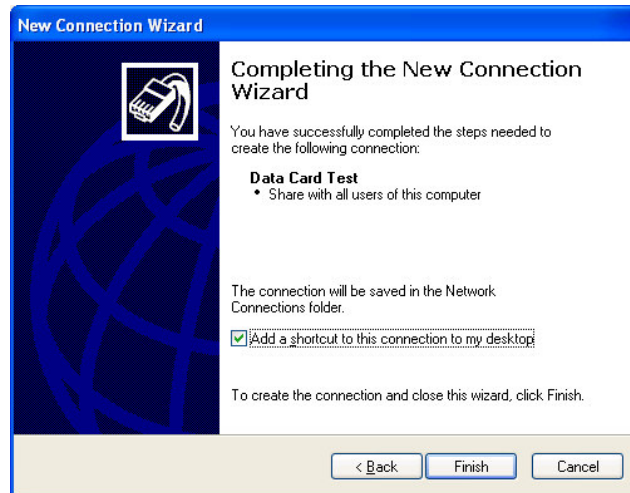 New Connection Wizard
Completing the New Connection
Wizard
You have successfully completed the steps needed to
create the following connection:
Data Card Test
• Share with all users of this computer
The connection will be saved in the Network
Connections folder.
Add a shortcut to this connection to my desktop
To create the connection and close this wizard, click Finish.
< Back Finish Cancel